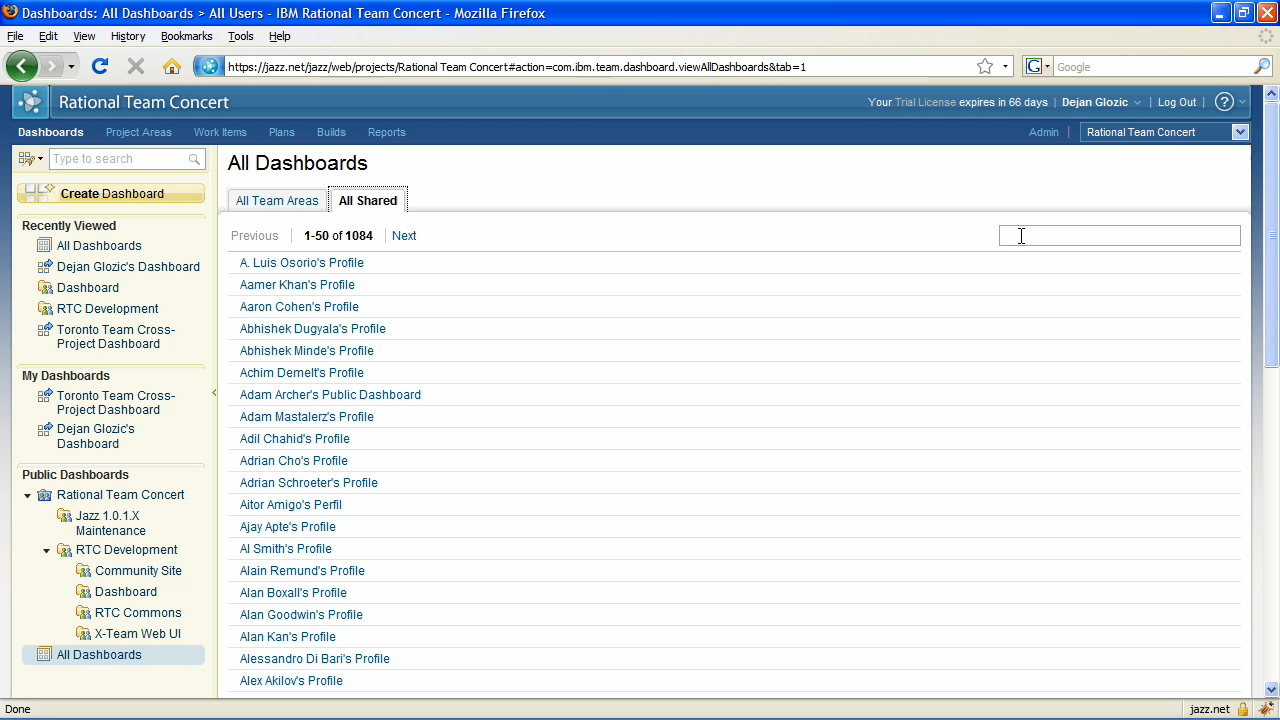 Dashboards: All Dashboards > All Users - IBM Rational Team Concert - Mozilla Firefox
File Edit View History Bookmarks Tools Help
https://jazz.net/jazz/web/projects/Rational Team Concert#action=com.ibm.team.dashboard.viewAllDashboards&tab=1
G Google
Rational Team Concert
Your Trial License expires in 66 days | Dejan Glozic | Log Out | ?
Dashboards Project Areas Work Items Plans Builds Reports
Admin | Rational Team Concert
Type to search
Create Dashboard
Recently Viewed
All Dashboards
Dejan Glozic's Dashboard
Dashboard
RTC Development
Toronto Team Cross-
Project Dashboard
My Dashboards
Toronto Team Cross-
Project Dashboard
Dejan Glozic's
Dashboard
Public Dashboards
Rational Team Concert
Jazz 1.0.1.X
Maintenance
RTC Development
Community Site
Dashboard
RTC Commons
X-Team Web UI
All Dashboards
All Dashboards
All Team Areas All Shared
Previous | 1-50 of 1084 | Next
A. Luis Osorio's Profile
Aamer Khan's Profile
Aaron Cohen's Profile
Abhishek Dugyala's Profile
Abhishek Minde's Profile
Achim Demelt's Profile
Adam Archer's Public Dashboard
Adam Mastalerz's Profile
Adil Chahid's Profile
Adrian Cho's Profile
Adrian Schroeter's Profile
Aitor Amigo's Perfil
Ajay Apte's Profile
Al Smith's Profile
Alain Remund's Profile
Alan Boxall's Profile
Alan Goodwin's Profile
Alan Kan's Profile
Alessandro Di Bari's Profile
Alex Akilov's Profile
Done
jazz.net